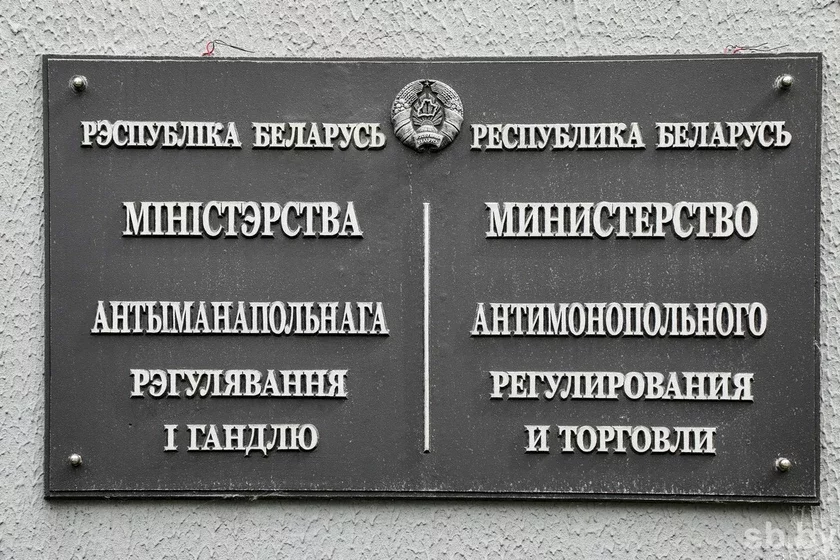 РЭСПУБЛІКА БЕЛАРУСЬ
МІНІСТЭРСТВА
АНТЫМАНАПОЛЬНАГА
РЭГУЛЯВАННЯ
І ГАНДЛЮ
РЕСПУБЛИКА БЕЛАРУСЬ
МИНИСТЕРСТВО
АНТИМОНОПОЛЬНОГО
РЕГУЛИРОВАНИЯ
И ТОРГОВЛИ
sb.by